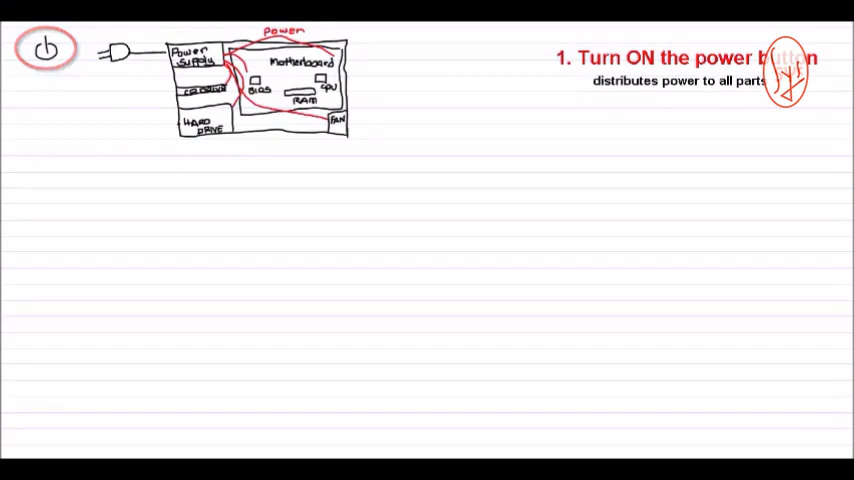 Power
Power
supply
Motherboard
CD DRIVE
BIOS
CPU
RAM
HARD
DRIVE
FAN
1. Turn ON the power button
distributes power to all parts